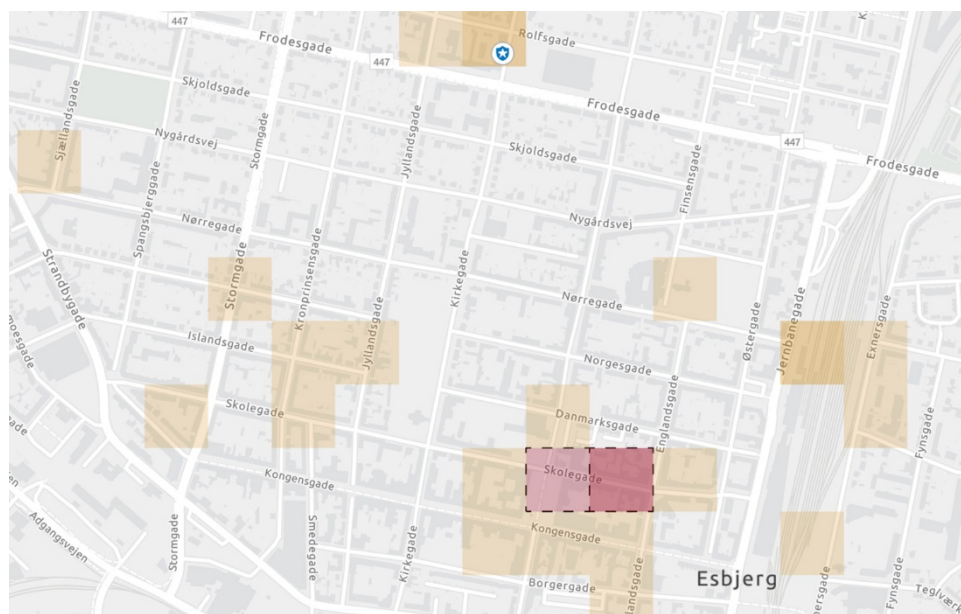 447
Rolfsgade
Frodesgade
447
Skjoldsgade
Sjællandsgade
Stormgade
Jyllandsgade
Frodesgade
Nygårdsvej
Skjoldsgade
447
Frodesgade
Spangsbjerggade
Finsensgade
Nørregade
Nygårdsvej
Strandbygade
Stormgade
Kronprinsensgade
Kirkegade
Nørregade
Islandsgade
Jyllandsgade
Østergade
Jernbanegade
Exnersgade
Norgesgade
Skolegade
Danmarksgade
Englandsgade
Fynsgade
Skolegade
Kongensgade
Kongensgade
Adgangsvejen
Stormgade
Smedegade
Kirkegade
Borgergade
Esbjerg
Fynsgade